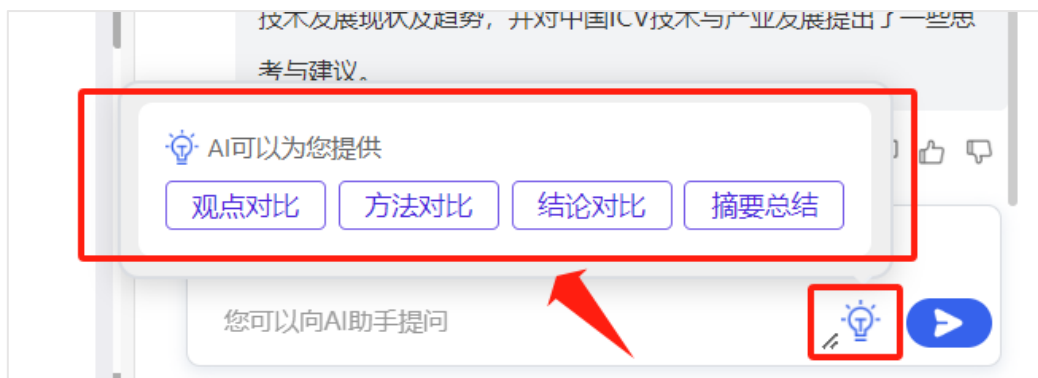 技术发展现状及趋势，并对中国ICV技术与产业发展提出了一些思
考与建议。
AI可以为您提供
观点对比 方法对比 结论对比 摘要总结
您可以向AI助手提问